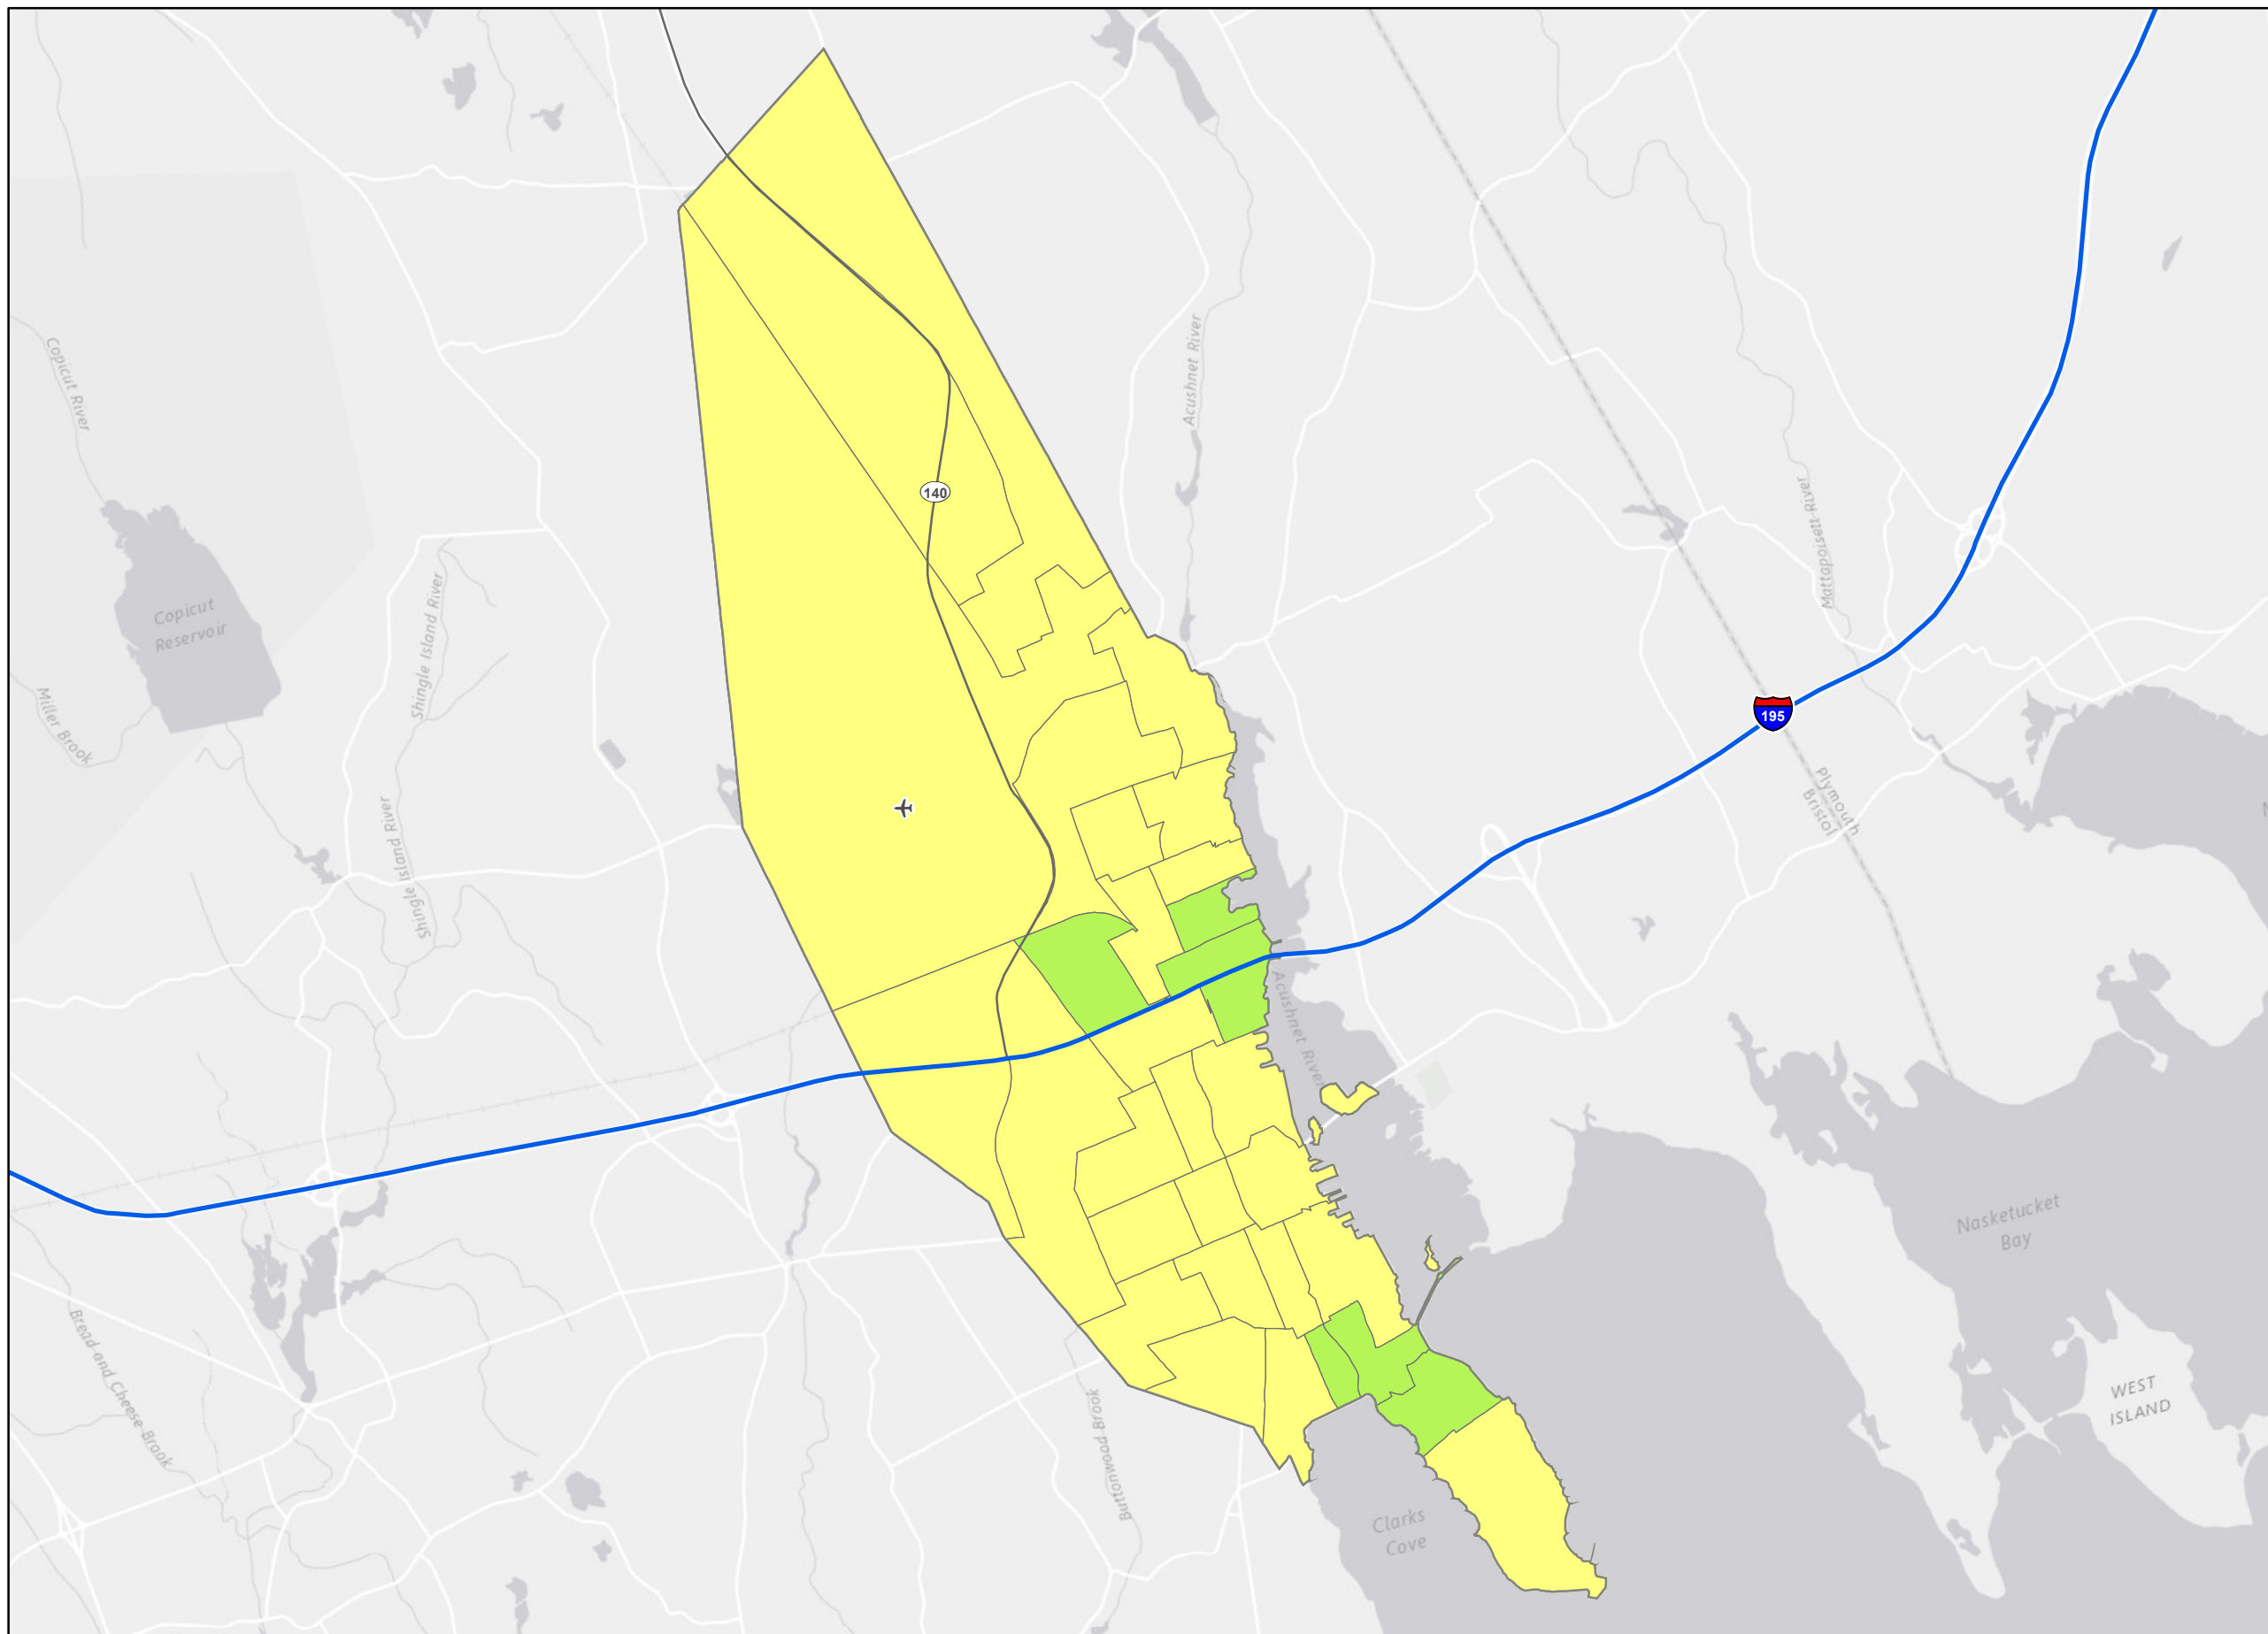 Acushnet River
Copicut River
140
Mattapoisett River
Copicut
Reservoir
Shingle Island River
Miller Brook
195
Plymouth
Bristol
Shingle Island River
Acushnet River
Nasketucket
Bay
Bread and Cheese Brook
Buttonwood Brook
WEST
ISLAND
Clarks
Cove